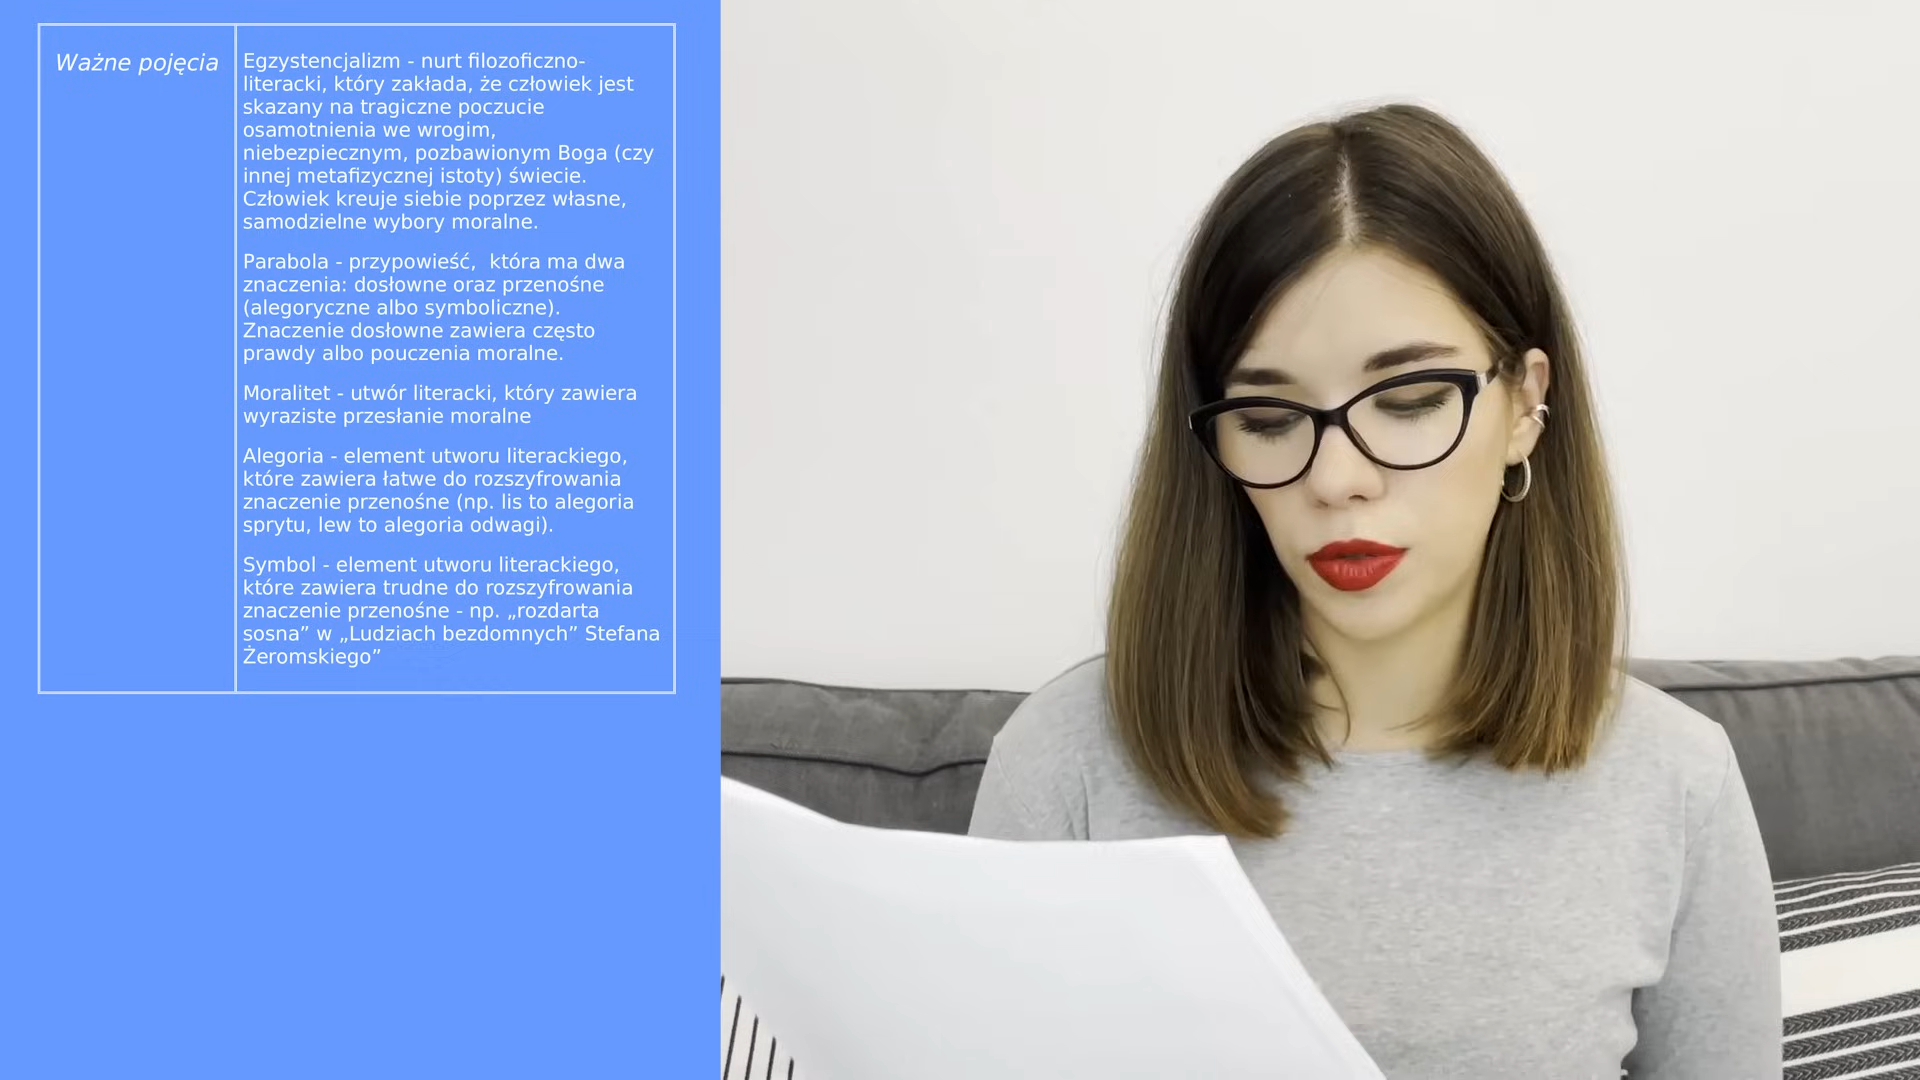 Ważne pojęcia
Egzystencjalizm - nurt filozoficzno-
literacki, który zakłada, że człowiek jest
skazany na tragiczne poczucie
osamotnienia we wrogim,
niebezpiecznym, pozbawionym Boga (czy
innej metafizycznej istoty) świecie.
Człowiek kreuje siebie poprzez własne,
samodzielne wybory moralne.
Parabola - przypowieść,  która ma dwa
znaczenia: dosłowne oraz przenośne
(alegoryczne albo symboliczne).
Znaczenie dosłowne zawiera często
prawdy albo pouczenia moralne.
Moralitet - utwór literacki, który zawiera
wyraziste przesłanie moralne
Alegoria - element utworu literackiego,
które zawiera łatwe do rozszyfrowania
znaczenie przenośne (np. lis to alegoria
sprytu, lew to alegoria odwagi).
Symbol - element utworu literackiego,
które zawiera trudne do rozszyfrowania
znaczenie przenośne - np. „rozdarta
sosna” w „Ludziach bezdomnych” Stefana
Żeromskiego”